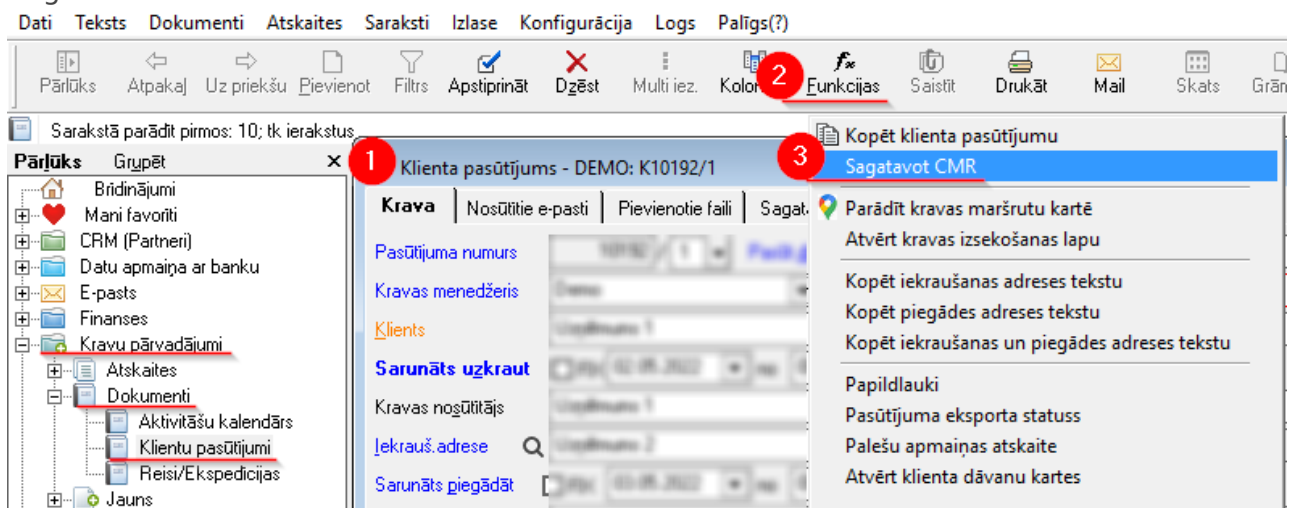 Dati Teksts Dokumenti Atskaites Saraksti Izlase Konfigurācija Logs Palīgs(?)
Pārlūks Atpakaļ Uz priekšu Pievienot Filtrs Apstiprināt Dzēst Multi iez. Kolon 2 Funkcijas Saistīt Drukāt Mail Skats Grān
Sarakstā parādīt pirmos: 10; tk ierakstus
Pārļūks Grupēt ×
Bridinājumi
Mani favorīti
CRM (Partneri)
Datu apmaiņa ar banku
E-pasts
Finanses
Kravu pārvadājumi
Atskaites
Dokumenti
Aktivitāšu kalendārs
Klientu pasūtījumi
Reisi/Ekspedīcijas
Jauns
1 Klienta pasūtījums - DEMO: K10192/1
Krava Nosūtītie e-pasti Pievienotie faili Sagat
Pasūtījuma numurs
Kravas menedžeris
Klients
Sarunāts uzkraut
Kravas nosūtītājs
Iekrauš.adrese
Sarunāts piegādāt
Kopēt klienta pasūtījumu
3 Sagatavot CMR
Parādīt kravas maršrutu kartē
Atvērt kravas izsekošanas lapu
Kopēt iekraušanas adreses tekstu
Kopēt piegādes adreses tekstu
Kopēt iekraušanas un piegādes adreses tekstu
Papildlauki
Pasūtījuma eksporta statuss
Palešu apmaiņas atskaite
Atvērt klienta dāvanu kartes